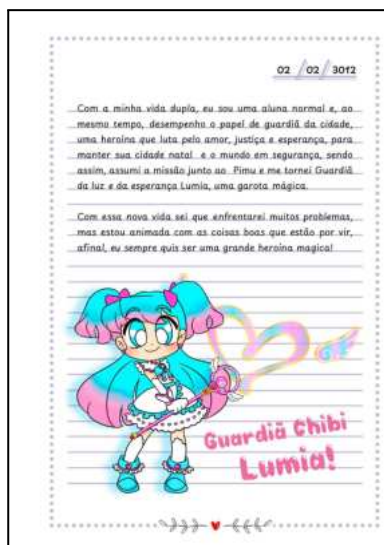 02 / 02 / 3012
Com a minha vida dupla, eu sou uma aluna normal e, ao
mesmo tempo, desempenho o papel de guardiã da cidade,
uma heroína que luta pelo amor, justiça e esperança, para
manter sua cidade natal e o mundo em segurança, sendo
assim, assumi a missão junto ao Pimu e me tornei Guardiã
da luz e da esperança Lumia, uma garota mágica.
Com essa nova vida sei que enfrentarei muitos problemas,
mas estou animada com as coisas boas que estão por vir,
afinal, eu sempre quis ser uma grande heroína magica!
Guardiã Chibi
Lumia!